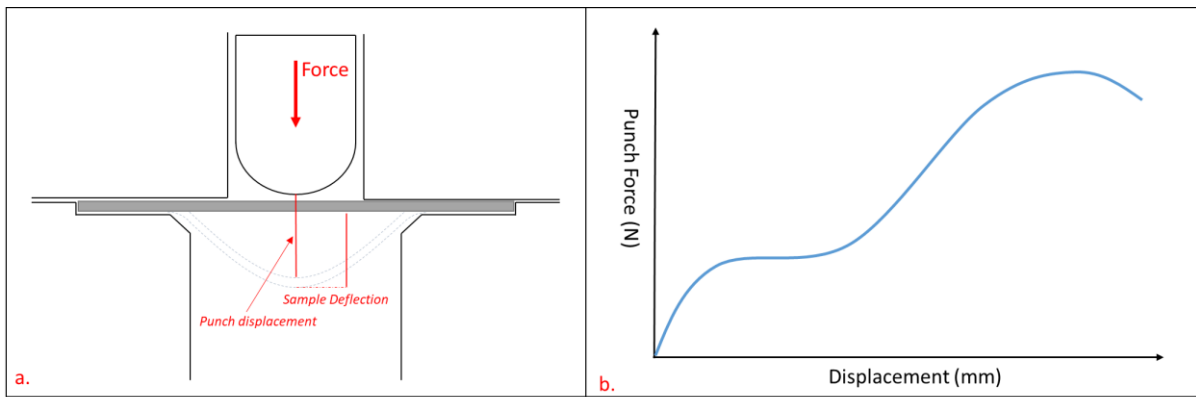 Force
Sample Deflection
Punch displacement
a.
Punch Force (N)
Displacement (mm)
b.